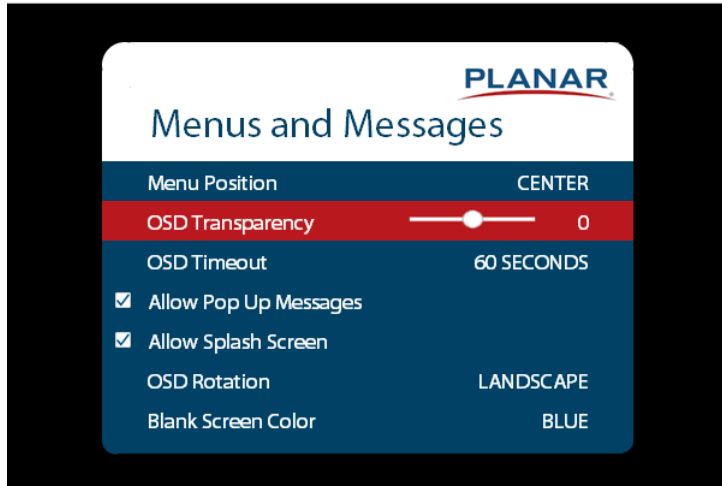 PLANAR
Menus and Messages
Menu Position CENTER
OSD Transparency 0
OSD Timeout 60 SECONDS
Allow Pop Up Messages
Allow Splash Screen
OSD Rotation LANDSCAPE
Blank Screen Color BLUE